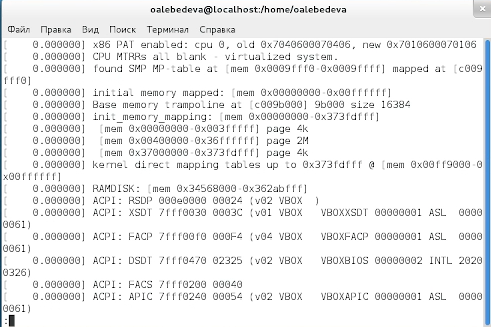 oalebedeva@localhost:/home/oalebedeva
Файл Правка Вид Поиск Терминал Справка
[    0.000000] x86 PAT enabled: cpu 0, old 0x7040600070406, new 0x7010600070106
[    0.000000] CPU MTRRs all blank - virtualized system.
[    0.000000] found SMP MP-table at [mem 0x0009fff0-0x0009ffff] mapped at [c009
fff0]
[    0.000000] initial memory mapped: [mem 0x00000000-0x00ffffff]
[    0.000000] Base memory trampoline at [c009b000] 9b000 size 16384
[    0.000000] init_memory_mapping: [mem 0x00000000-0x373fdfff]
[    0.000000]  [mem 0x00000000-0x003fffff] page 4k
[    0.000000]  [mem 0x00400000-0x36ffffff] page 2M
[    0.000000]  [mem 0x37000000-0x373fdfff] page 4k
[    0.000000] kernel direct mapping tables up to 0x373fdfff @ [mem 0x00ff9000-0
x00ffffff]
[    0.000000] RAMDISK: [mem 0x34568000-0x362abfff]
[    0.000000] ACPI: RSDP 000e0000 00024 (v02 VBOX  )
[    0.000000] ACPI: XSDT 7fff0030 0003C (v01 VBOX   VBOXXSDT 00000001 ASL  0000
0061)
[    0.000000] ACPI: FACP 7fff00f0 000F4 (v04 VBOX   VBOXFACP 00000001 ASL  0000
0061)
[    0.000000] ACPI: DSDT 7fff0470 02325 (v02 VBOX   VBOXBIOS 00000002 INTL 2020
0326)
[    0.000000] ACPI: FACS 7fff0200 00040
[    0.000000] ACPI: APIC 7fff0240 00054 (v02 VBOX   VBOXAPIC 00000001 ASL  0000
0061)
: